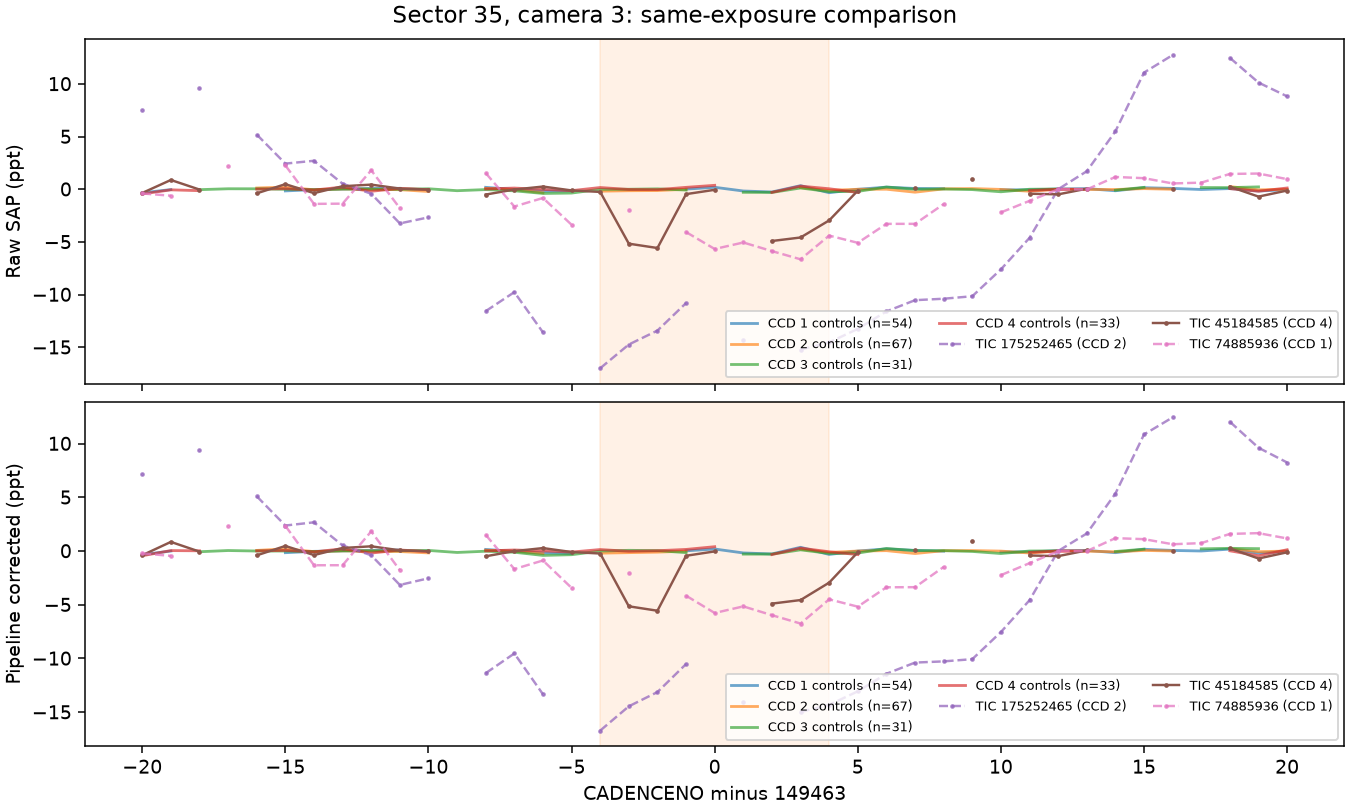 Sector 35, camera 3: same-exposure comparison
Raw SAP (ppt)
10
5
0
−5
−10
−15
CCD 1 controls (n=54)
CCD 2 controls (n=67)
CCD 3 controls (n=31)
CCD 4 controls (n=33)
TIC 175252465 (CCD 2)
TIC 45184585 (CCD 4)
TIC 74885936 (CCD 1)
Pipeline corrected (ppt)
10
5
0
−5
−10
−15
CCD 1 controls (n=54)
CCD 2 controls (n=67)
CCD 3 controls (n=31)
CCD 4 controls (n=33)
TIC 175252465 (CCD 2)
TIC 45184585 (CCD 4)
TIC 74885936 (CCD 1)
−20 −15 −10 −5 0 5 10 15 20
CADENCENO minus 149463